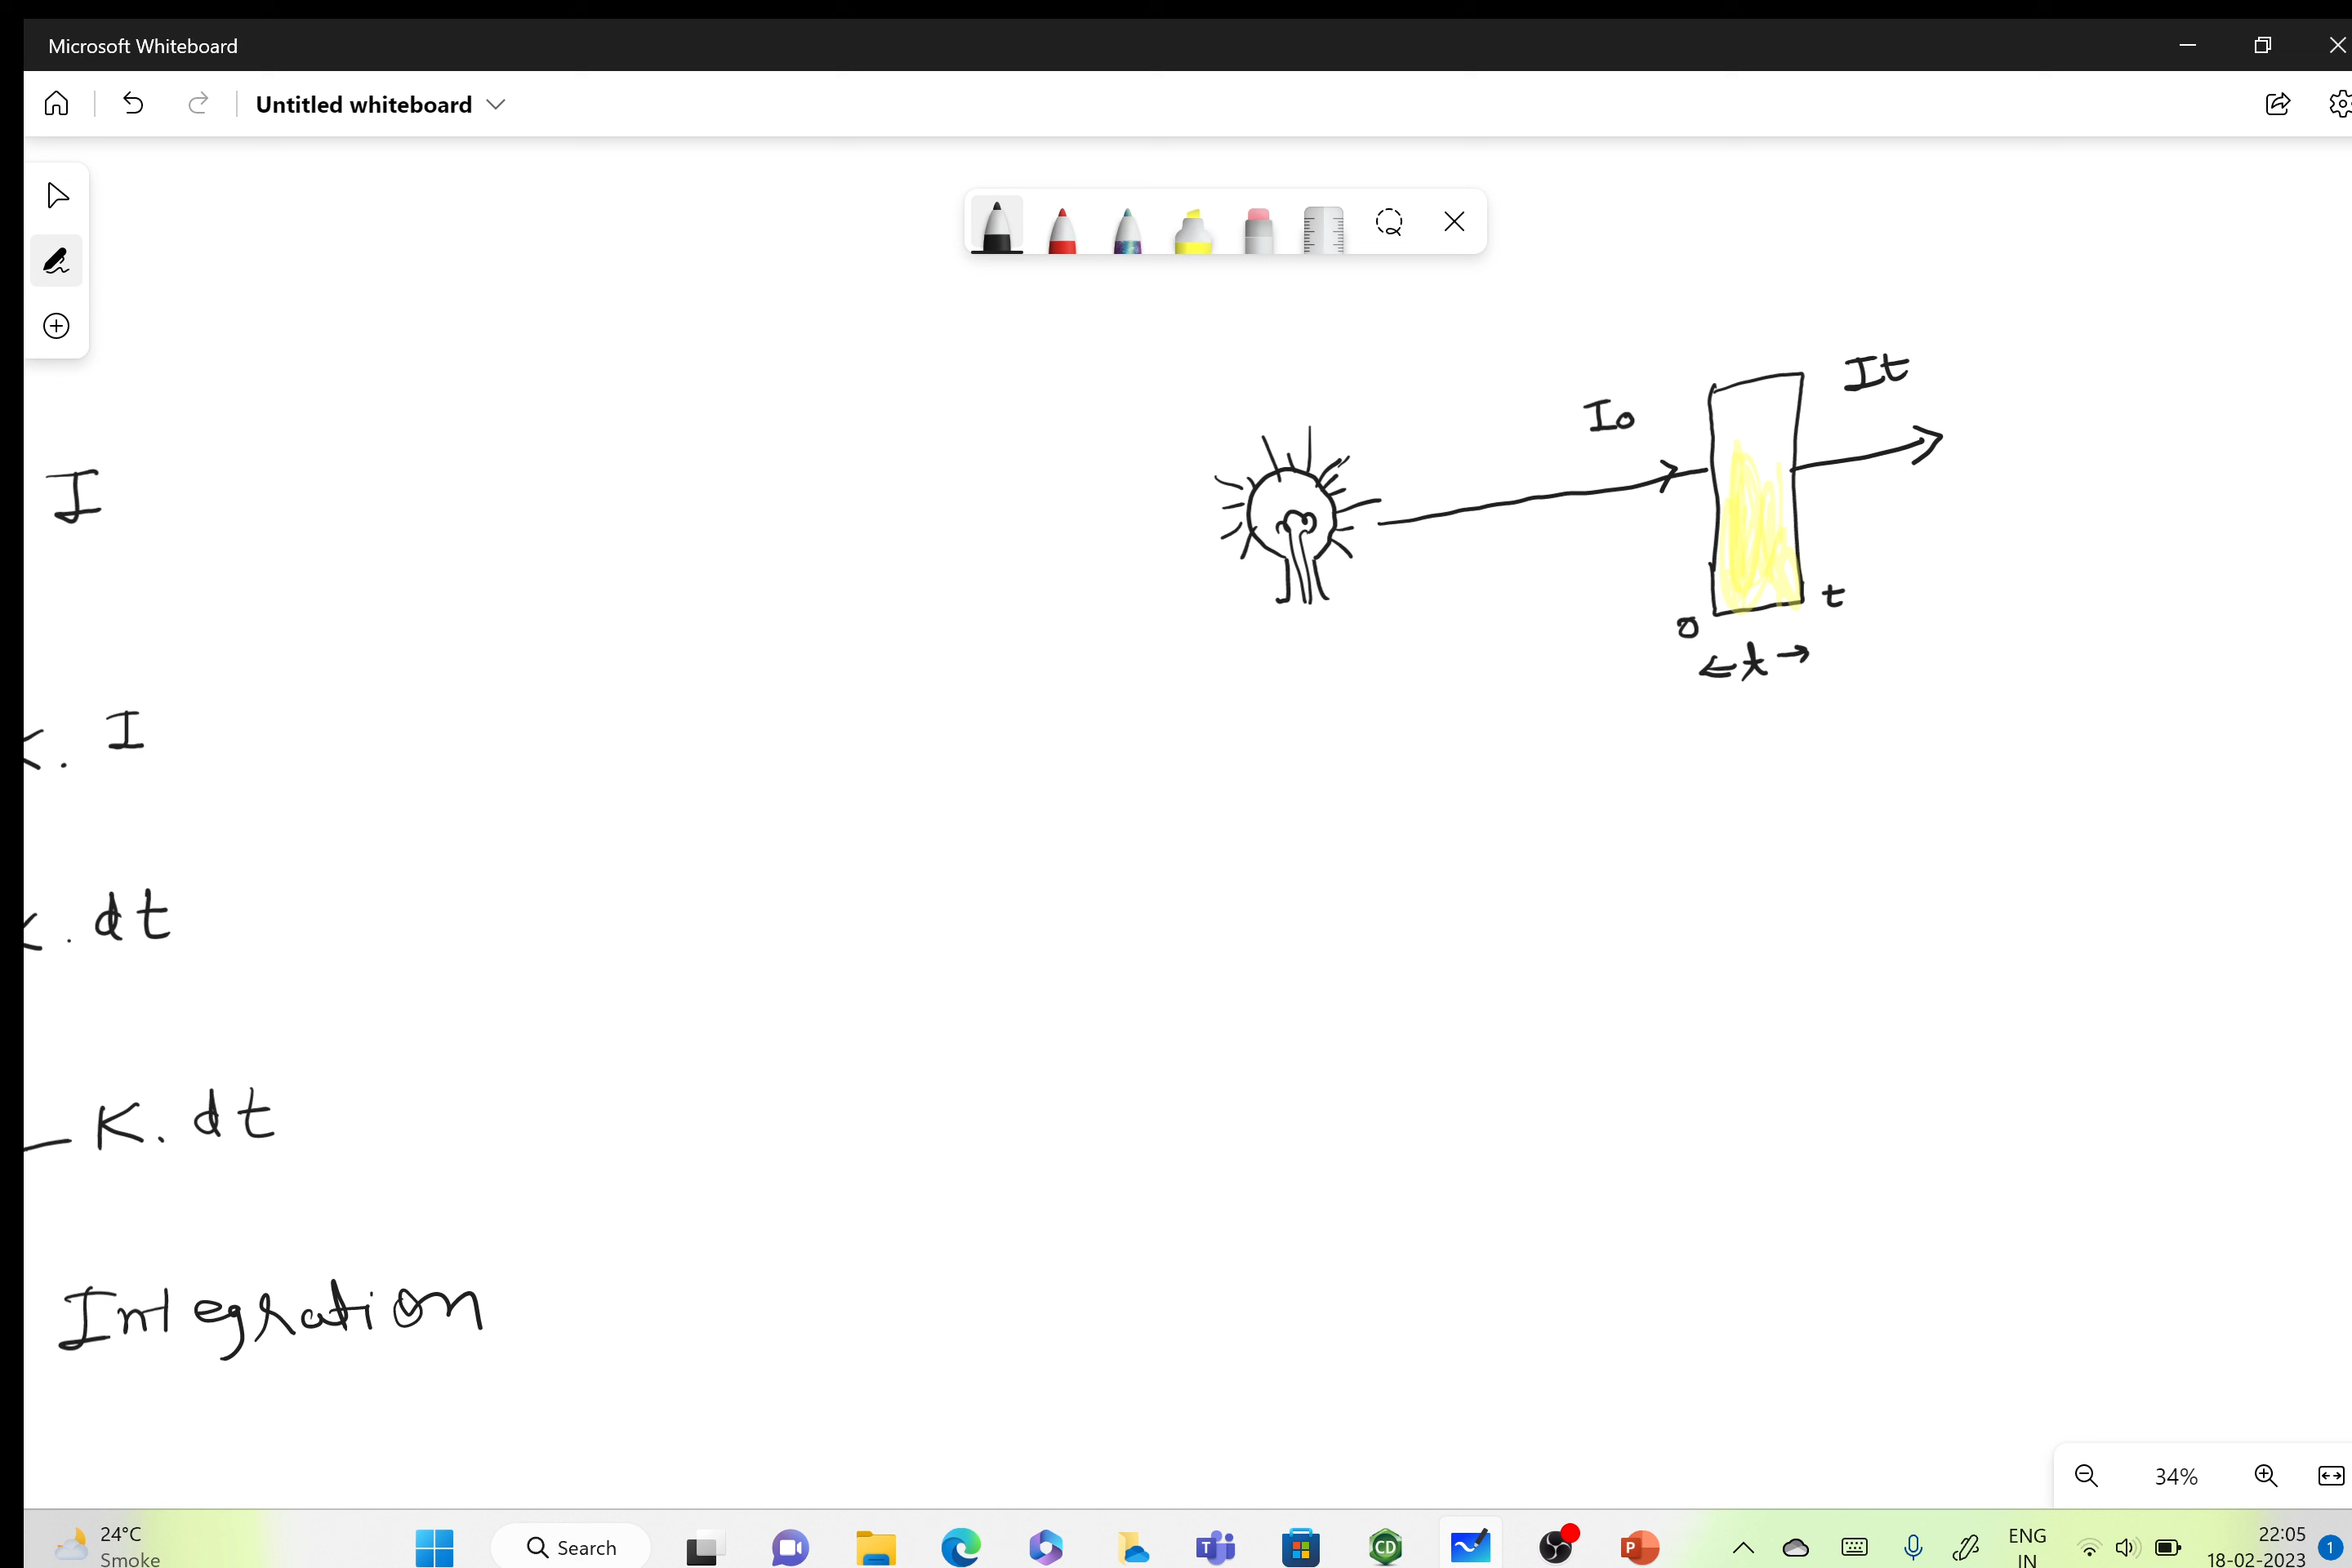 Microsoft Whiteboard
Untitled whiteboard
It
Io
I
t
o
t
K. I
K. dt
— K. dt
Integration
34%
24°C
Smoke
Search
T
CD
P
ENG
IN
22:05
18-02-2023
1